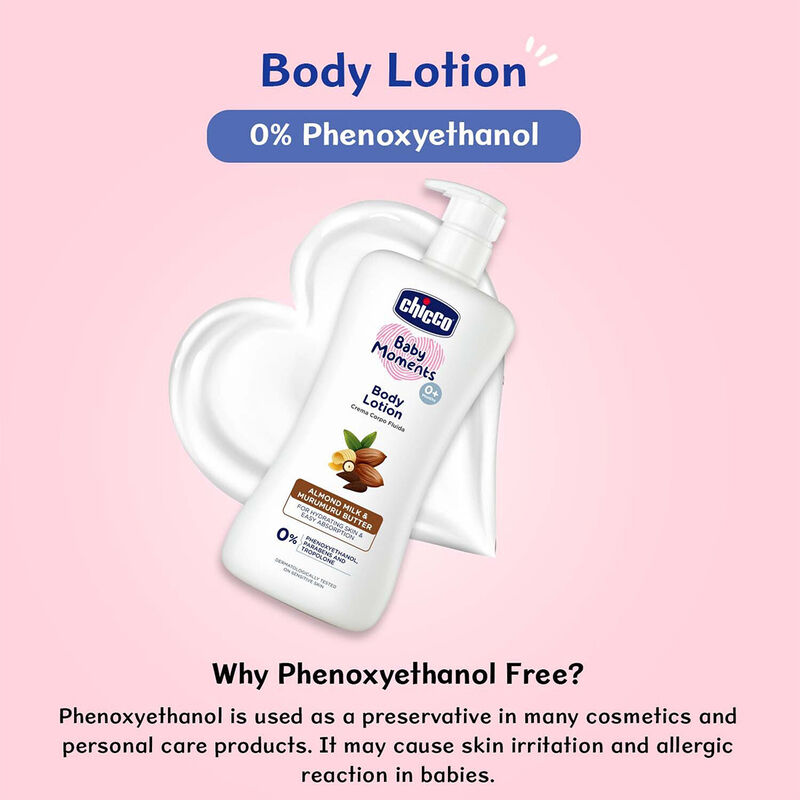 Body Lotion
0% Phenoxyethanol
chicco
Baby
Moments
0+
months
Body
Lotion
Crema Corpo Fluida
ALMOND MILK &
MURUMURU BUTTER
FOR HYDRATING SKIN &
EASY ABSORPTION
0% PHENOXYETHANOL,
PARABENS AND
TROPOLONE
DERMATOLOGICALLY TESTED
ON SENSITIVE SKIN
Why Phenoxyethanol Free?
Phenoxyethanol is used as a preservative in many cosmetics and
personal care products. It may cause skin irritation and allergic
reaction in babies.